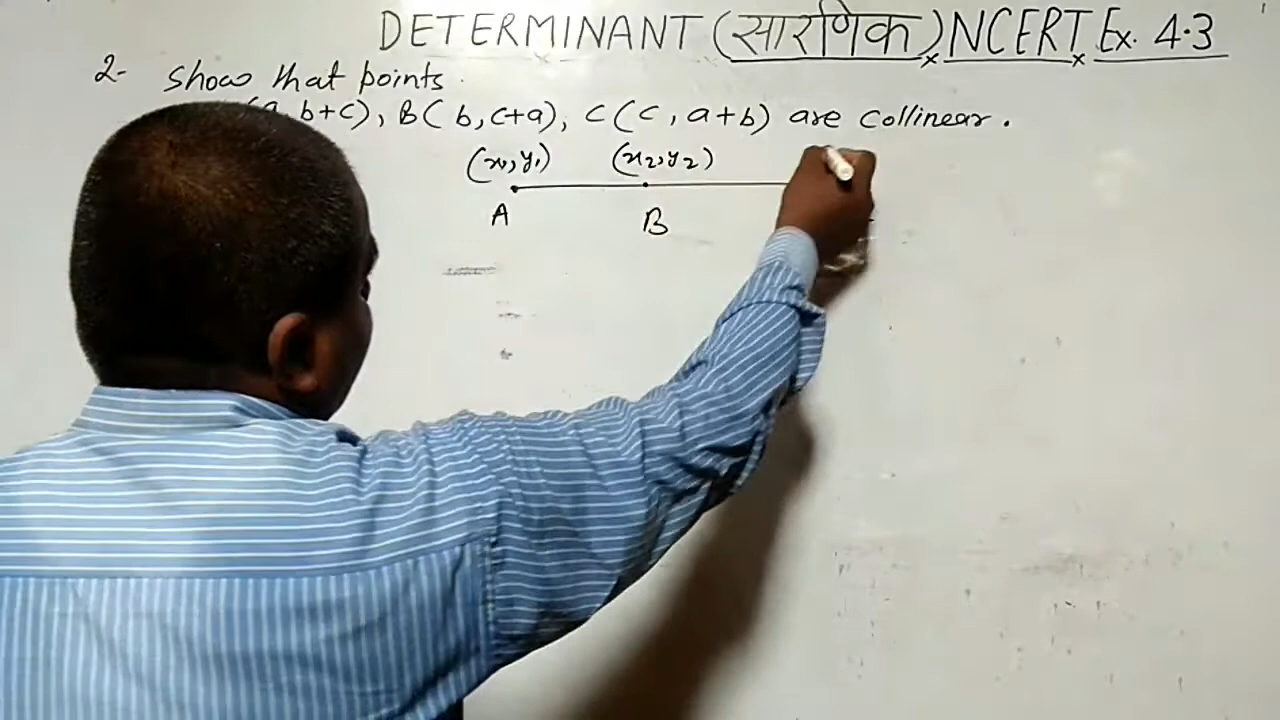 DETERMINANT (सारणिक) NCERT Ex. 4.3
2- Show that points
b+c), B( b, c+a), C (c, a+b) are collinear.
(x1, y1) (x2, y2)
A B